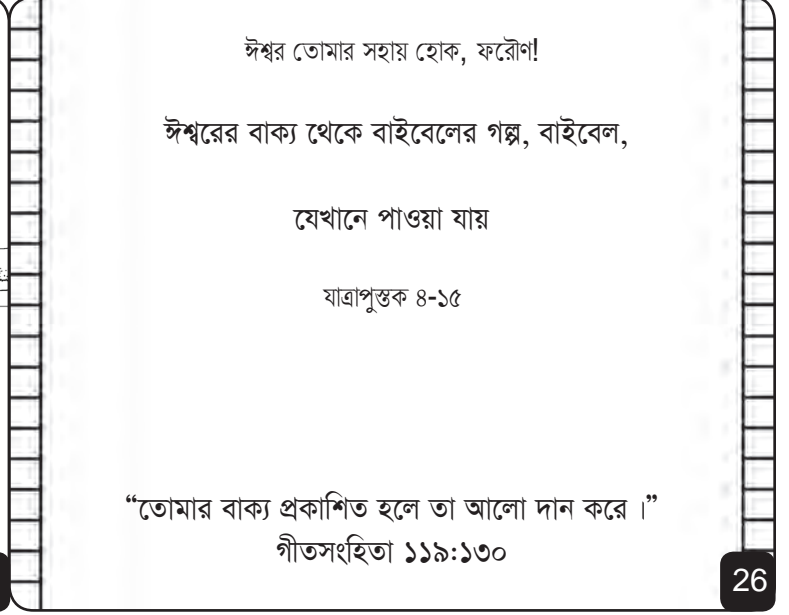 ঈশ্বর তোমার সহায় হোক, ফরৌণ!
ঈশ্বরের বাক্য থেকে বাইবেলের গল্প, বাইবেল,
যেখানে পাওয়া যায়
যাত্রাপুস্তক ৪-১৫
“তোমার বাক্য প্রকাশিত হলে তা আলো দান করে।”
গীতসংহিতা ১১৯:১৩০
26